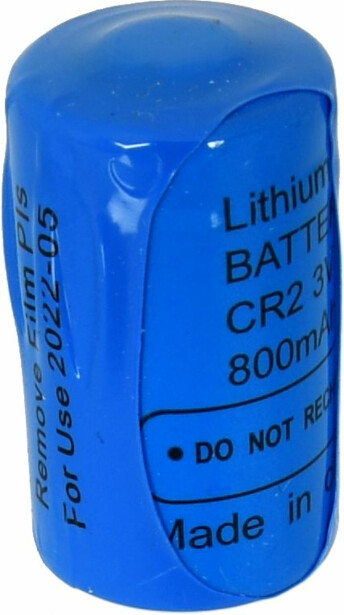 Remove Film Pls
For Use 2022-05
Lithium
BATTE
CR2 3V
800mA
• DO NOT REC
Made in